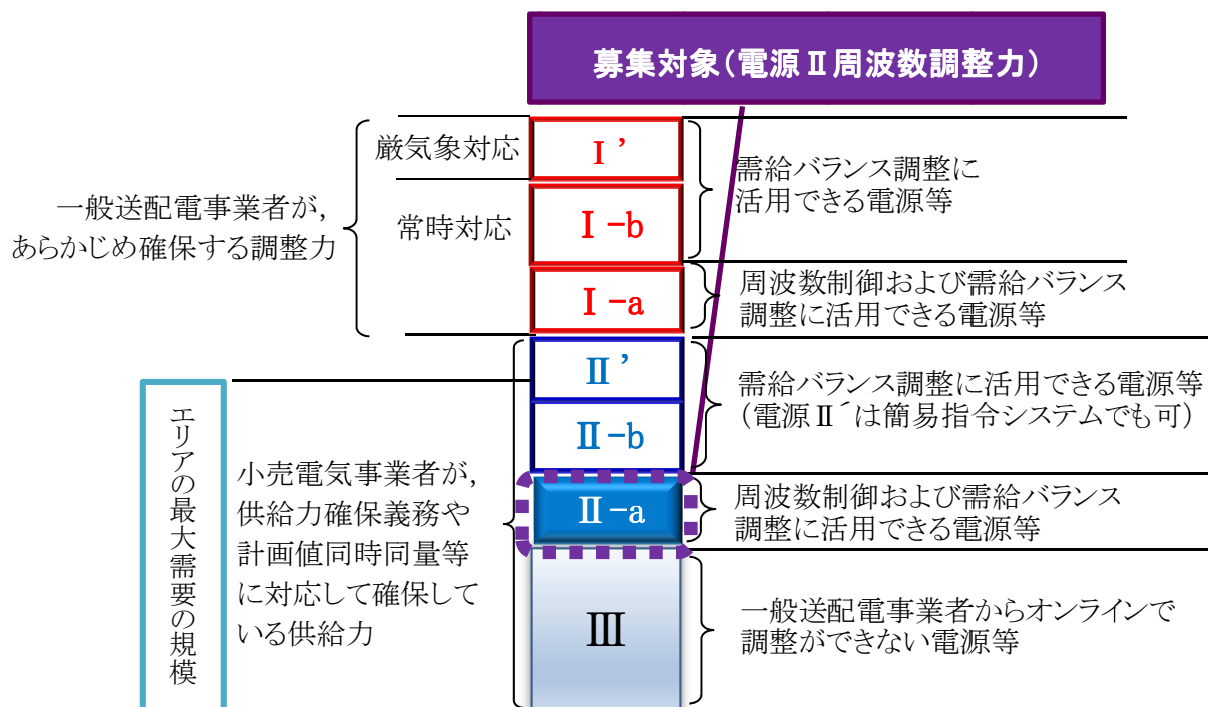 募集対象(電源Ⅱ周波数調整力)
厳気象対応
Ⅰ’
需給バランス調整に
活用できる電源等
一般送配電事業者が,
あらかじめ確保する調整力
常時対応
Ⅰ-b
Ⅰ-a
周波数制御および需給バランス
調整に活用できる電源等
Ⅱ’
需給バランス調整に活用できる電源等
(電源Ⅱ´は簡易指令システムでも可)
Ⅱ-b
エリアの最大需要の規模
小売電気事業者が,
供給力確保義務や
計画値同時同量等
に対応して確保して
いる供給力
Ⅱ-a
周波数制御および需給バランス
調整に活用できる電源等
Ⅲ
一般送配電事業者からオンラインで
調整ができない電源等